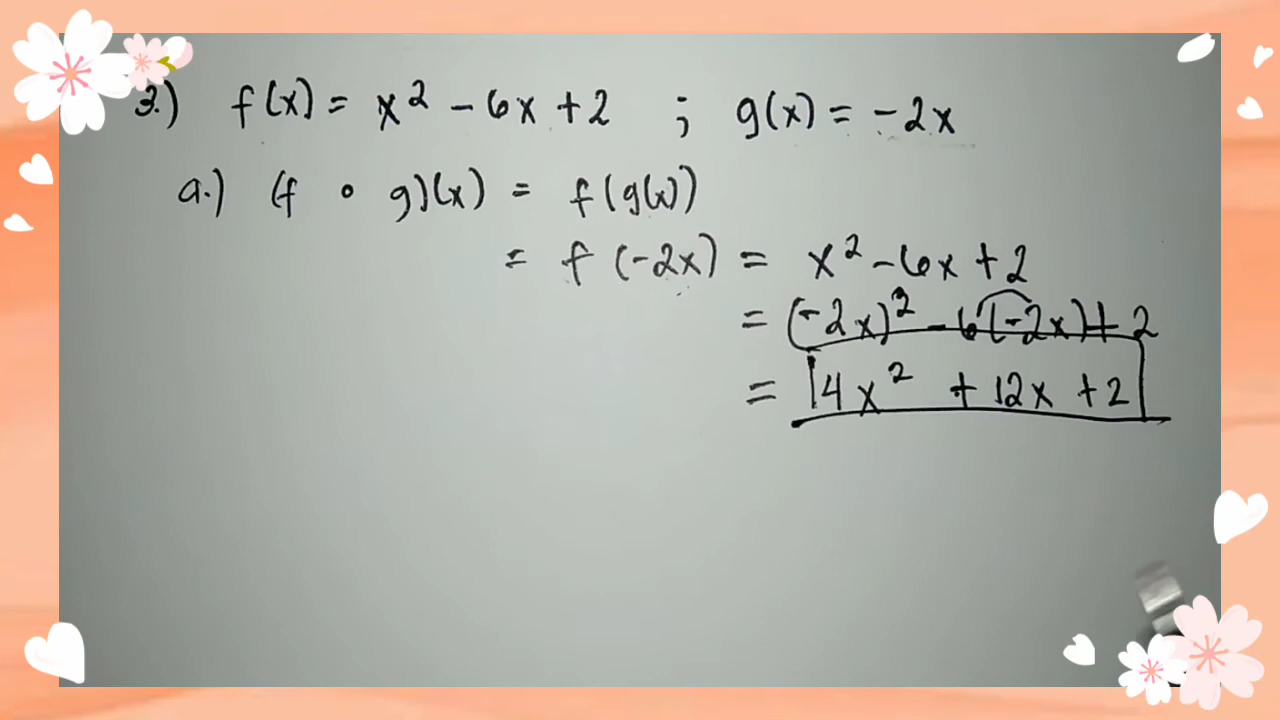 3.) f(x) = x² - 6x + 2 ; g(x) = -2x
a.) (f ∘ g)(x) = f(g(x))
= f(-2x) = x² - 6x + 2
= (-2x)² - 6(-2x) + 2
= 4x² + 12x + 2